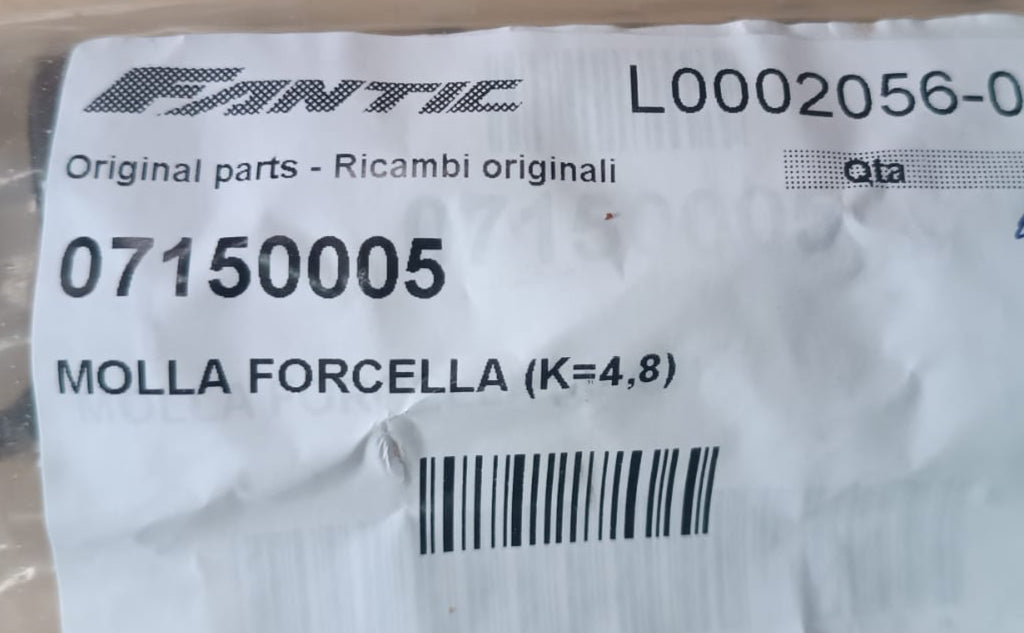 FANTIC
L0002056-0
Original parts - Ricambi originali
Qta
07150005
MOLLA FORCELLA (K=4,8)